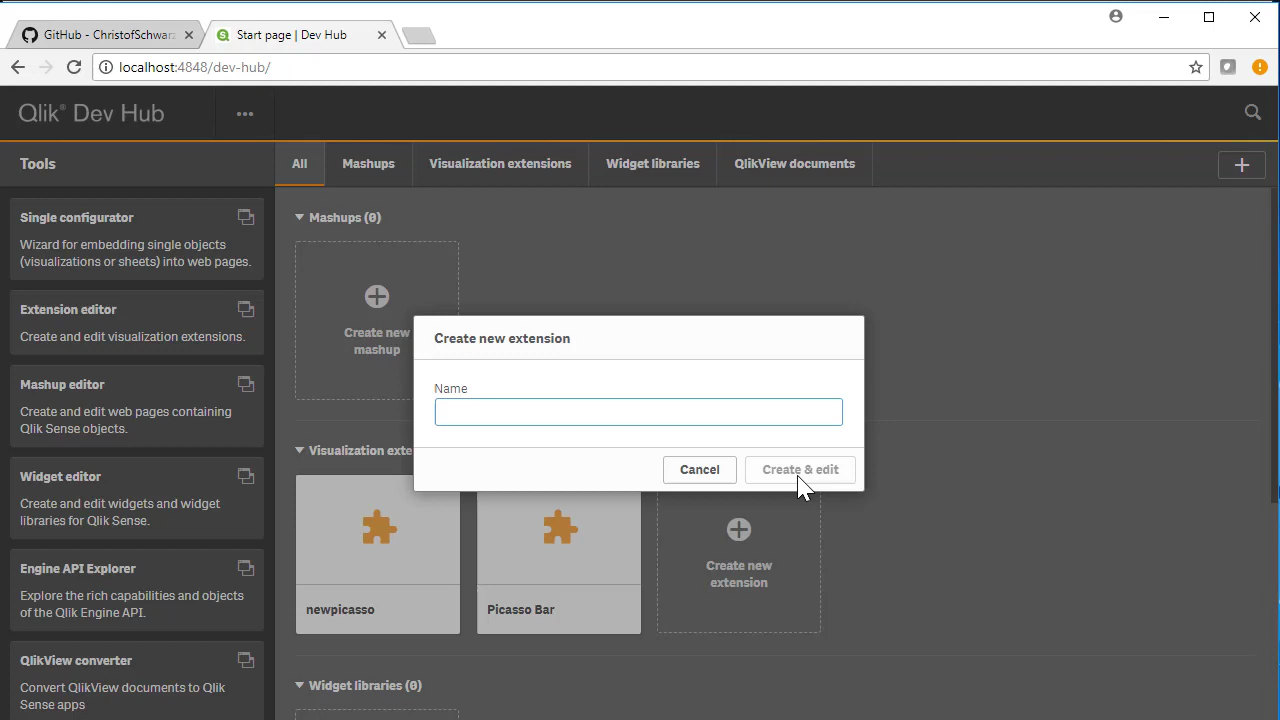 GitHub - ChristofSchwarz
Start page | Dev Hub
localhost:4848/dev-hub/
Qlik® Dev Hub
Tools
All
Mashups
Visualization extensions
Widget libraries
QlikView documents
Single configurator
Wizard for embedding single objects
(visualizations or sheets) into web pages.
Extension editor
Create and edit visualization extensions.
Mashup editor
Create and edit web pages containing
Qlik Sense objects.
Widget editor
Create and edit widgets and widget
libraries for Qlik Sense.
Engine API Explorer
Explore the rich capabilities and objects
of the Qlik Engine API.
QlikView converter
Convert QlikView documents to Qlik
Sense apps
Mashups (0)
Create new
mashup
Create new extension
Name
Cancel
Create & edit
Visualization exte
newpicasso
Picasso Bar
Create new
extension
Widget libraries (0)